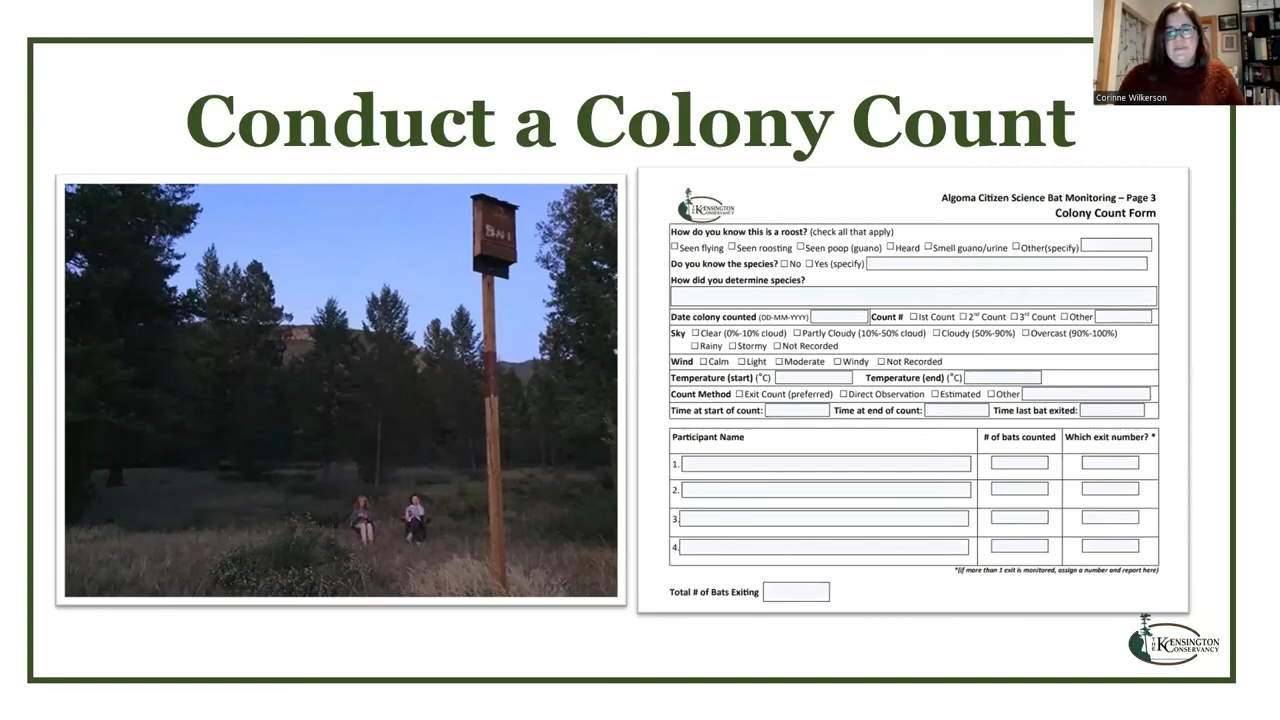 Corinne Wilkerson
Conduct a Colony Count
BN1
THE KENSINGTON
CONSERVANCY
Algoma Citizen Science Bat Monitoring – Page 3
Colony Count Form
How do you know this is a roost? (check all that apply)
☐Seen flying ☐Seen roosting ☐Seen poop (guano) ☐Heard ☐Smell guano/urine ☐Other(specify)
Do you know the species? ☐No ☐Yes (specify)
How did you determine species?
Date colony counted (DD-MM-YYYY) Count # ☐Ist Count ☐2nd Count ☐3rd Count ☐Other
Sky ☐Clear (0%-10% cloud) ☐Partly Cloudy (10%-50% cloud) ☐Cloudy (50%-90%) ☐Overcast (90%-100%)
☐Rainy ☐Stormy ☐Not Recorded
Wind ☐Calm ☐Light ☐Moderate ☐Windy ☐Not Recorded
Temperature (start) (°C) Temperature (end) (°C)
Count Method ☐Exit Count (preferred) ☐Direct Observation ☐Estimated ☐Other
Time at start of count: Time at end of count: Time last bat exited:
Participant Name # of bats counted Which exit number? *
1.
2.
3.
4.
*(if more than 1 exit is monitored, assign a number and report here)
Total # of Bats Exiting
THE KENSINGTON
CONSERVANCY